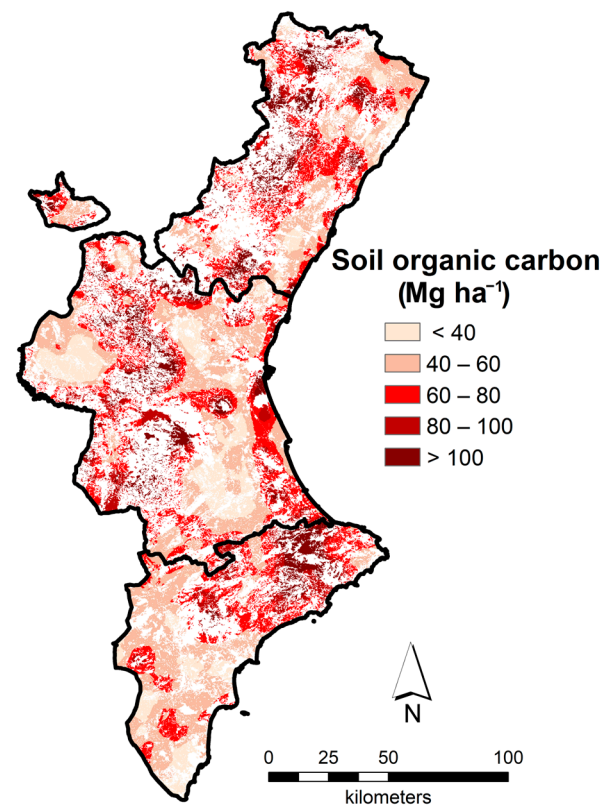 Soil organic carbon
(Mg ha⁻¹)
< 40
40 – 60
60 – 80
80 – 100
> 100
N
0 25 50 100
kilometers